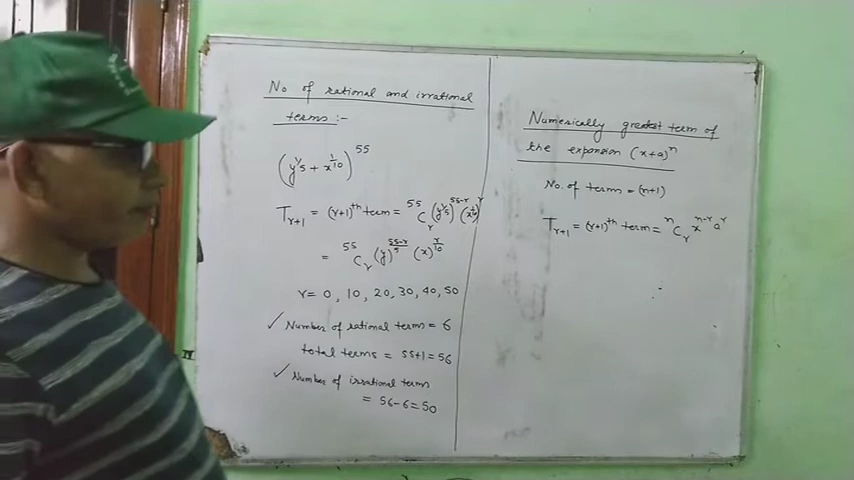 No of rational and irrational
terms :-
(y^1/5 + x^1/10)^55
T_r+1 = (r+1)^th term = ^55C_r (y^1/5)^55-r (x^1/10)^r
= ^55C_r (y)^(55-r)/5 (x)^r/10
r = 0, 10, 20, 30, 40, 50
✓ Number of rational terms = 6
total terms = 55+1 = 56
✓ Number of irrational terms
= 56-6 = 50
Numerically greatest term of
the expansion (x+a)^n
No. of terms = (n+1)
T_r+1 = (r+1)^th term = ^nC_r x^n-r a^r